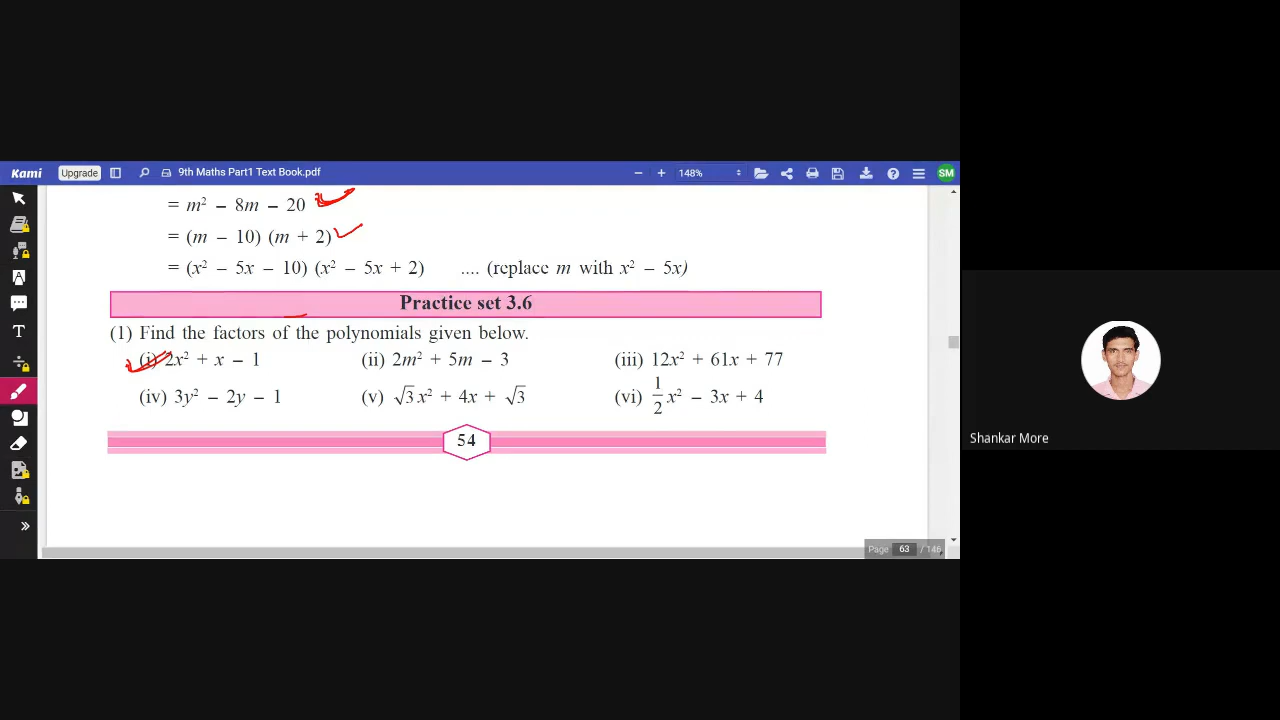 Kami Upgrade 9th Maths Part1 Text Book.pdf 148% SM
= m² – 8m – 20
= (m – 10) (m + 2)
= (x² – 5x – 10) (x² – 5x + 2) .... (replace m with x² – 5x)
Practice set 3.6
(1) Find the factors of the polynomials given below.
(i) 2x² + x – 1 (ii) 2m² + 5m – 3 (iii) 12x² + 61x + 77
(iv) 3y² – 2y – 1 (v) √3 x² + 4x + √3 (vi) 1/2 x² – 3x + 4
54
Page 63 / 146
Shankar More